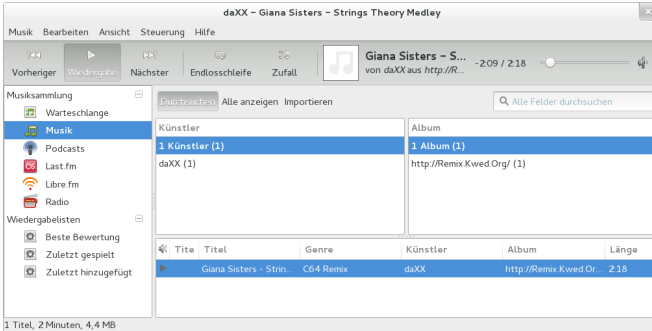 daXX – Giana Sisters – Strings Theory Medley
Musik Bearbeiten Ansicht Steuerung Hilfe
Vorheriger Wiedergabe Nächster Endlosschleife Zufall
Giana Sisters – S...
von daXX aus http://R...
-2:09 / 2:18
Musiksammlung
Warteschlange
Musik
Podcasts
Last.fm
Libre.fm
Radio
Wiedergabelisten
Beste Bewertung
Zuletzt gespielt
Zuletzt hinzugefügt
Durchsuchen Alle anzeigen Importieren
Alle Felder durchsuchen
Künstler
1 Künstler (1)
daXX (1)
Album
1 Album (1)
http://Remix.Kwed.Org/ (1)
Tite Titel Genre Künstler Album Länge
Giana Sisters – Strin... C64 Remix daXX http://Remix.Kwed.Or... 2:18
1 Titel, 2 Minuten, 4,4 MB